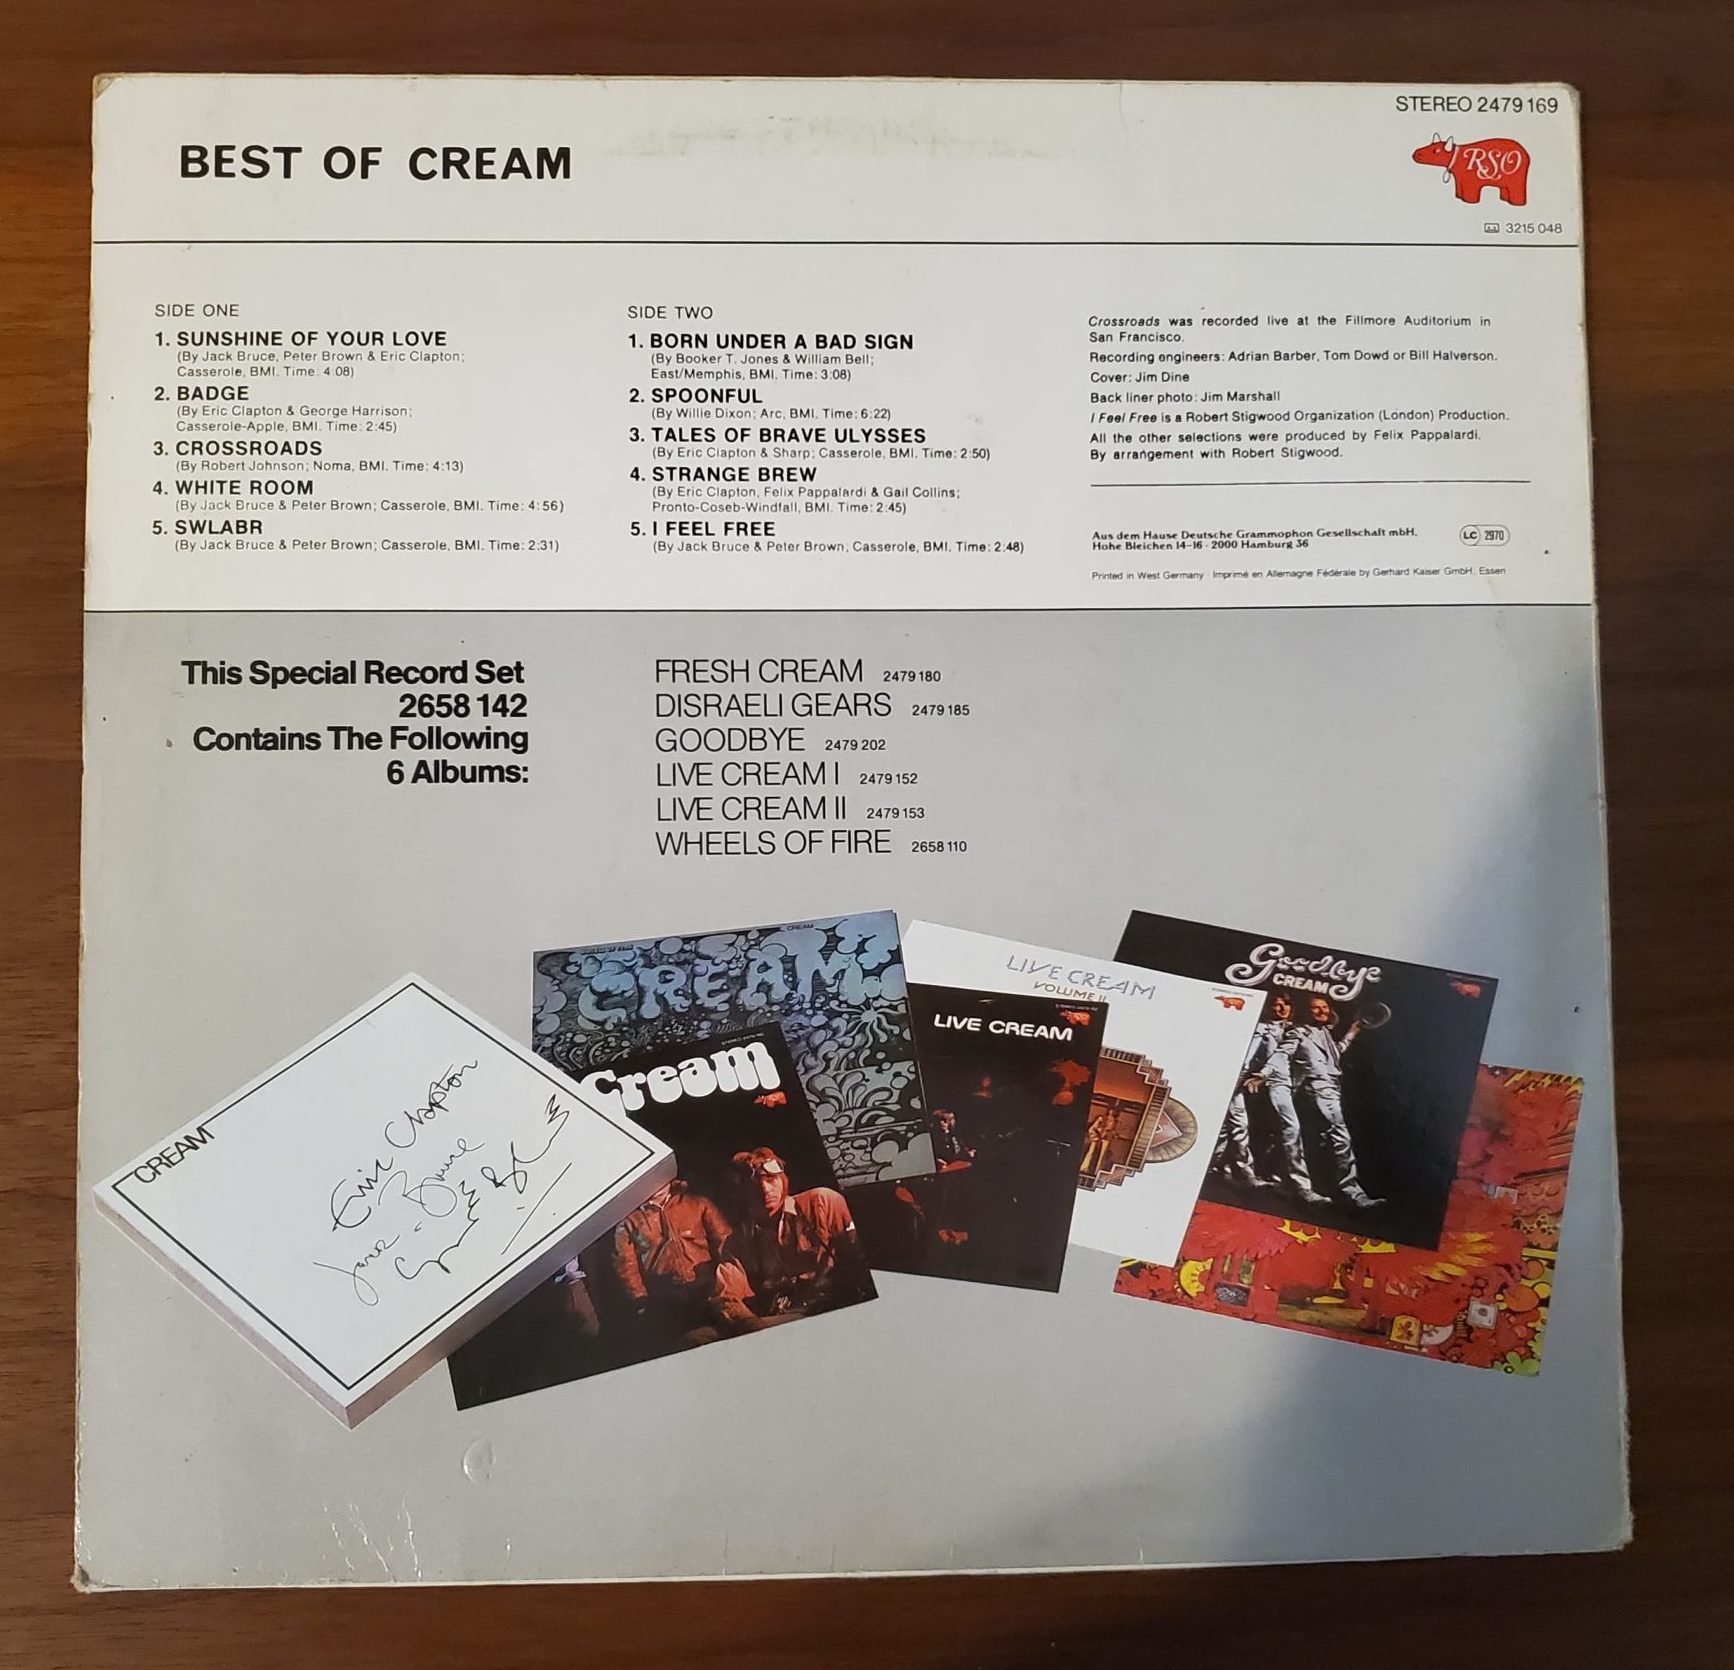 STEREO 2479 169
BEST OF CREAM
RSO
3215 048
SIDE ONE
1. SUNSHINE OF YOUR LOVE
(By Jack Bruce, Peter Brown & Eric Clapton;
Casserole, BMI. Time: 4:08)
2. BADGE
(By Eric Clapton & George Harrison;
Casserole-Apple, BMI. Time: 2:45)
3. CROSSROADS
(By Robert Johnson; Noma, BMI. Time: 4:13)
4. WHITE ROOM
(By Jack Bruce & Peter Brown; Casserole, BMI. Time: 4:56)
5. SWLABR
(By Jack Bruce & Peter Brown; Casserole, BMI. Time: 2:31)
SIDE TWO
1. BORN UNDER A BAD SIGN
(By Booker T. Jones & William Bell;
East/Memphis, BMI. Time: 3:08)
2. SPOONFUL
(By Willie Dixon; Arc, BMI. Time: 6:22)
3. TALES OF BRAVE ULYSSES
(By Eric Clapton & Sharp; Casserole, BMI. Time: 2:50)
4. STRANGE BREW
(By Eric Clapton, Felix Pappalardi & Gail Collins;
Pronto-Coseb-Windfall, BMI. Time: 2:45)
5. I FEEL FREE
(By Jack Bruce & Peter Brown, Casserole, BMI. Time: 2:48)
Crossroads was recorded live at the Fillmore Auditorium in
San Francisco.
Recording engineers: Adrian Barber, Tom Dowd or Bill Halverson.
Cover: Jim Dine
Back liner photo: Jim Marshall
I Feel Free is a Robert Stigwood Organization (London) Production.
All the other selections were produced by Felix Pappalardi.
By arrangement with Robert Stigwood.
Aus dem Hause Deutsche Grammophon Gesellschaft mbH,
Hohe Bleichen 14-16 · 2000 Hamburg 36
LC 2970
Printed in West Germany · Imprimé en Allemagne Fédérale by Gerhard Kaiser GmbH, Essen
This Special Record Set
2658 142
Contains The Following
6 Albums:
FRESH CREAM 2479 180
DISRAELI GEARS 2479 185
GOODBYE 2479 202
LIVE CREAM I 2479 152
LIVE CREAM II 2479 153
WHEELS OF FIRE 2658 110
CREAM
Eric Clapton
Bruce
CREAM
CREAM
Cream
LIVE CREAM
VOLUME II
LIVE CREAM
Goodbye
CREAM